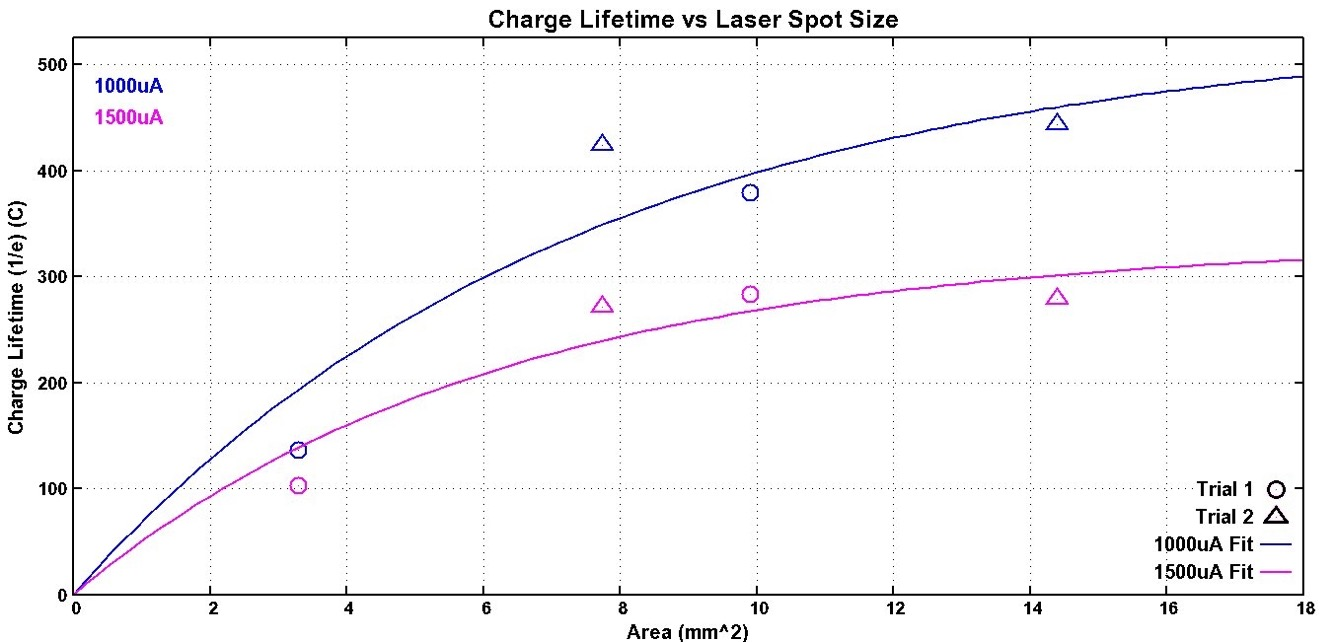 Charge Lifetime vs Laser Spot Size
1000uA
1500uA
Charge Lifetime (1/e) (C)
500
400
300
200
100
0
0 2 4 6 8 10 12 14 16 18
Area (mm^2)
Trial 1
Trial 2
1000uA Fit
1500uA Fit